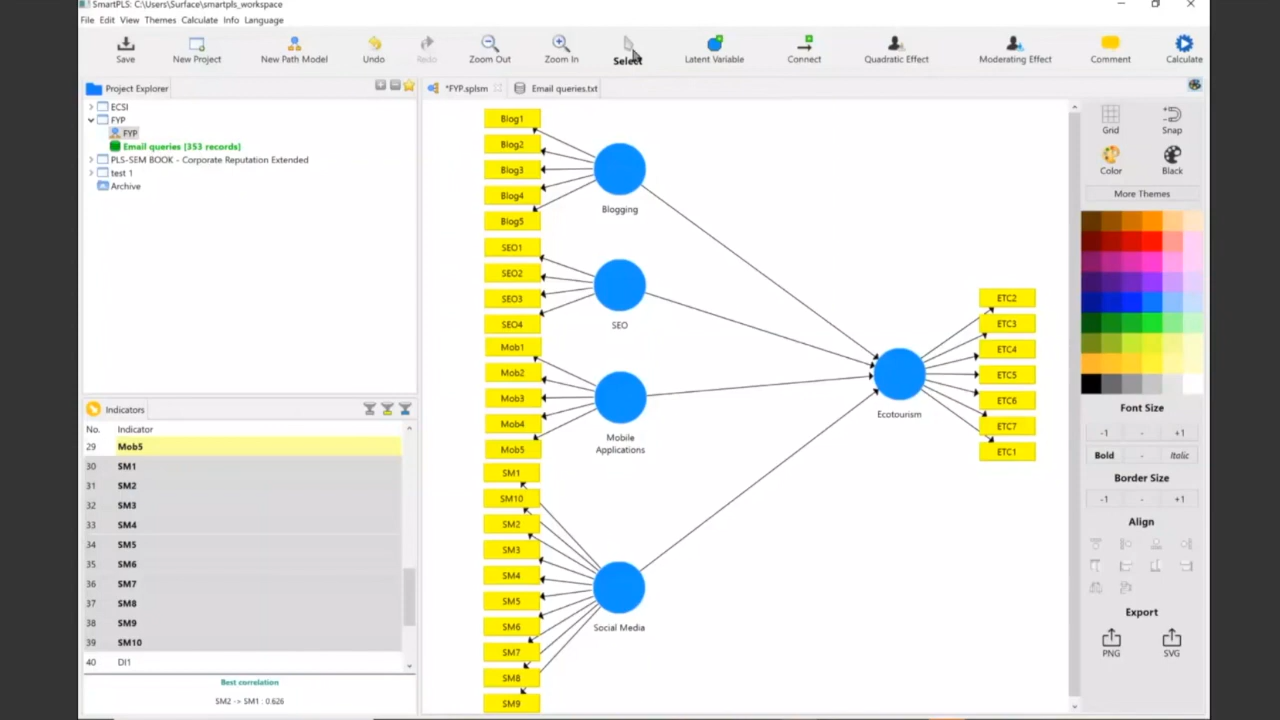 SmartPLS: C:\Users\Surface\smartpls_workspace
File Edit View Themes Calculate Info Language
Save New Project New Path Model Undo Redo Zoom Out Zoom In Select Latent Variable Connect Quadratic Effect Moderating Effect Comment Calculate
Project Explorer
*FYP.splsm Email queries.txt
ECSI
FYP
FYP
Email queries [353 records]
PLS-SEM BOOK - Corporate Reputation Extended
test 1
Archive
Indicators
No. Indicator
29 Mob5
30 SM1
31 SM2
32 SM3
33 SM4
34 SM5
35 SM6
36 SM7
37 SM8
38 SM9
39 SM10
40 DI1
Best correlation
SM2 -> SM1 : 0.626
Blog1
Blog2
Blog3
Blog4
Blog5
Blogging
SEO1
SEO2
SEO3
SEO4
SEO
Mob1
Mob2
Mob3
Mob4
Mob5
Mobile
Applications
SM1
SM10
SM2
SM3
SM4
SM5
SM6
SM7
SM8
SM9
Social Media
Ecotourism
ETC2
ETC3
ETC4
ETC5
ETC6
ETC7
ETC1
Grid Snap
Color Black
More Themes
Font Size
-1 - +1
Bold - Italic
Border Size
-1 - +1
Align
Export
PNG SVG